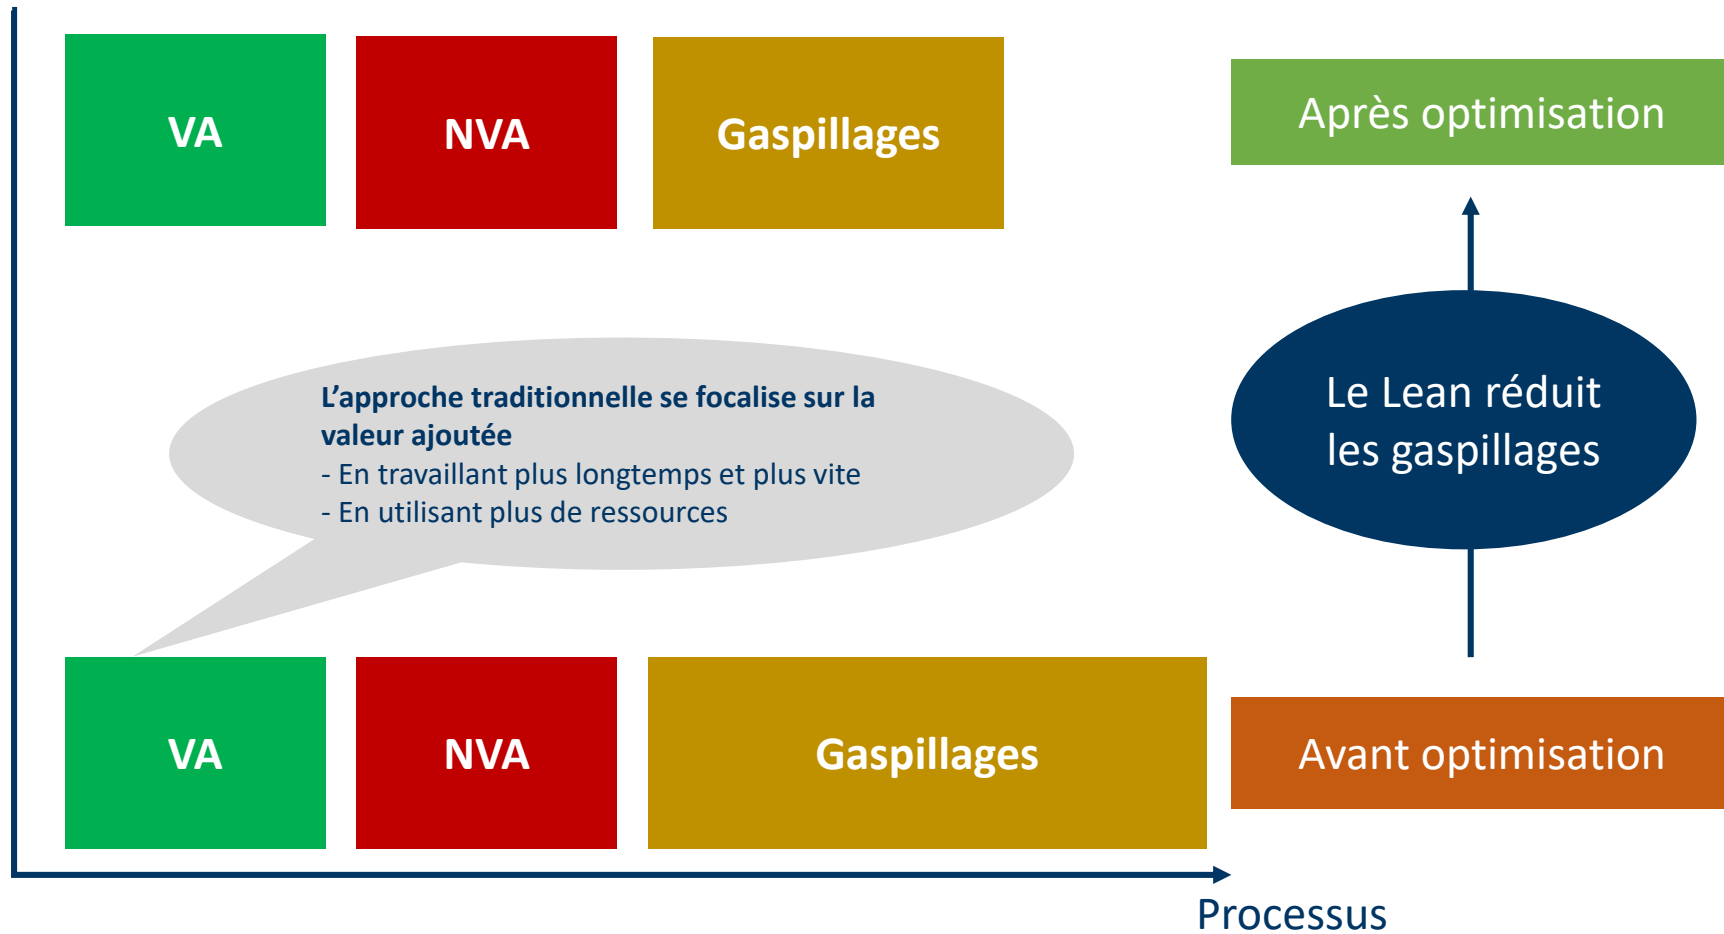 VA
NVA
Gaspillages
Après optimisation
L’approche traditionnelle se focalise sur la
valeur ajoutée
- En travaillant plus longtemps et plus vite
- En utilisant plus de ressources
Le Lean réduit
les gaspillages
VA
NVA
Gaspillages
Avant optimisation
Processus